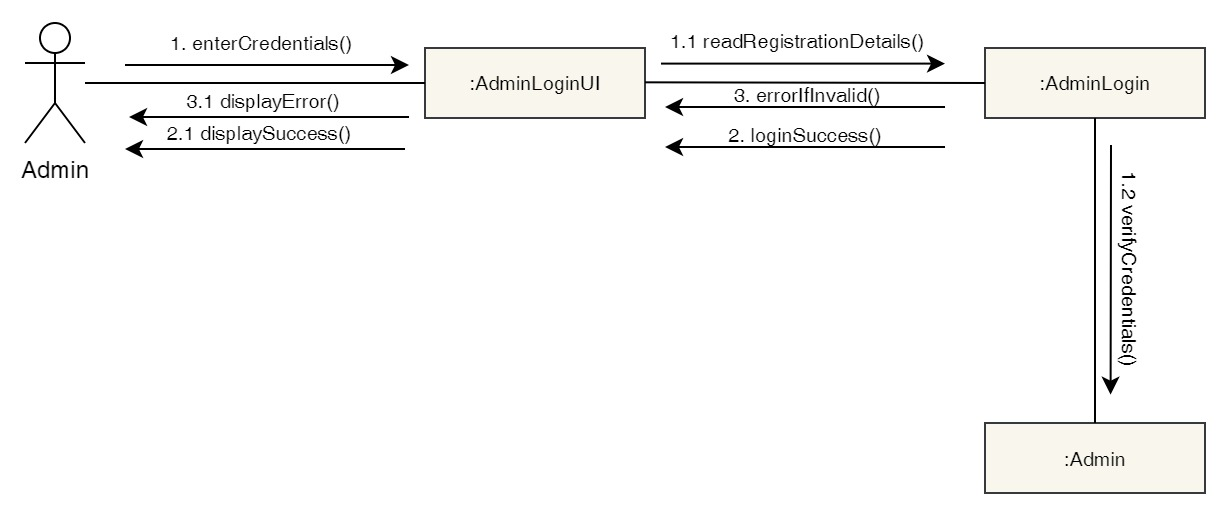 1. enterCredentials()
1.1 readRegistrationDetails()
:AdminLoginUI
:AdminLogin
3.1 displayError()
3. errorIfInvalid()
2.1 displaySuccess()
2. loginSuccess()
Admin
1.2 verifyCredentials()
:Admin